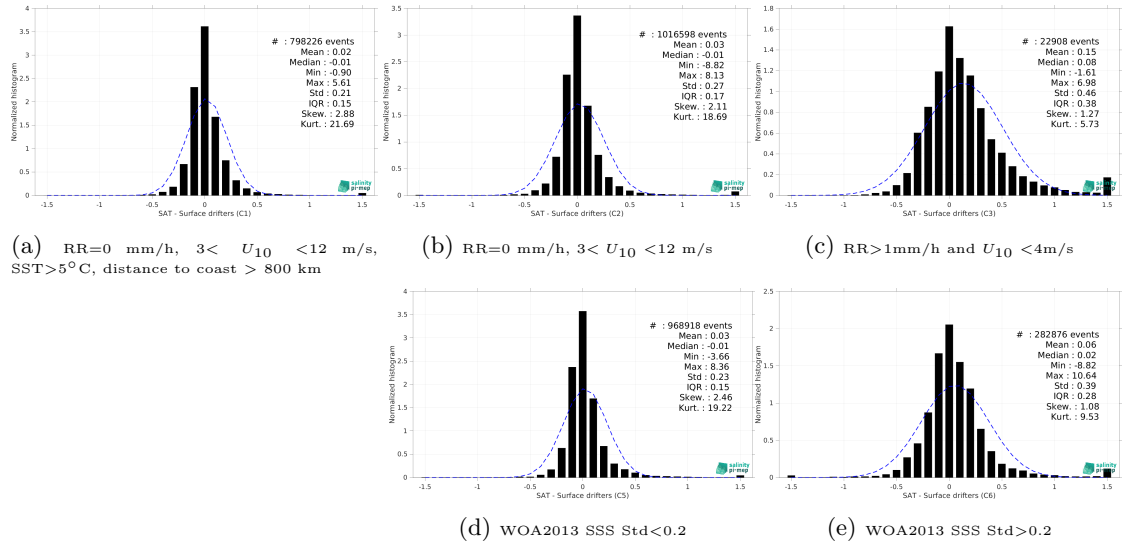 4
3.5
3
2.5
2
1.5
1
0.5
0
Normalized histogram
# : 798226 events
Mean : 0.02
Median : -0.01
Min : -0.90
Max : 5.61
Std : 0.21
IQR : 0.15
Skew. : 2.88
Kurt. : 21.69
salinity
pi-mep
-1.5 -1 -0.5 0 0.5 1 1.5
SAT - Surface drifters (C1)
(a) RR=0 mm/h, 3< U10 <12 m/s,
SST>5°C, distance to coast > 800 km
3.5
3
2.5
2
1.5
1
0.5
0
Normalized histogram
# : 1016598 events
Mean : 0.03
Median : -0.01
Min : -8.82
Max : 8.13
Std : 0.27
IQR : 0.17
Skew. : 2.11
Kurt. : 18.69
salinity
pi-mep
-1.5 -1 -0.5 0 0.5 1 1.5
SAT - Surface drifters (C2)
(b) RR=0 mm/h, 3< U10 <12 m/s
1.8
1.6
1.4
1.2
1
0.8
0.6
0.4
0.2
0
Normalized histogram
# : 22908 events
Mean : 0.15
Median : 0.08
Min : -1.61
Max : 6.98
Std : 0.46
IQR : 0.38
Skew. : 1.27
Kurt. : 5.73
salinity
pi-mep
-1.5 -1 -0.5 0 0.5 1 1.5
SAT - Surface drifters (C3)
(c) RR>1mm/h and U10 <4m/s
4
3.5
3
2.5
2
1.5
1
0.5
0
Normalized histogram
# : 968918 events
Mean : 0.03
Median : -0.01
Min : -3.66
Max : 8.36
Std : 0.23
IQR : 0.15
Skew. : 2.46
Kurt. : 19.22
salinity
pi-mep
-1.5 -1 -0.5 0 0.5 1 1.5
SAT - Surface drifters (C5)
(d) WOA2013 SSS Std<0.2
2.5
2
1.5
1
0.5
0
Normalized histogram
# : 282876 events
Mean : 0.06
Median : 0.02
Min : -8.82
Max : 10.64
Std : 0.39
IQR : 0.28
Skew. : 1.08
Kurt. : 9.53
salinity
pi-mep
-1.5 -1 -0.5 0 0.5 1 1.5
SAT - Surface drifters (C6)
(e) WOA2013 SSS Std>0.2